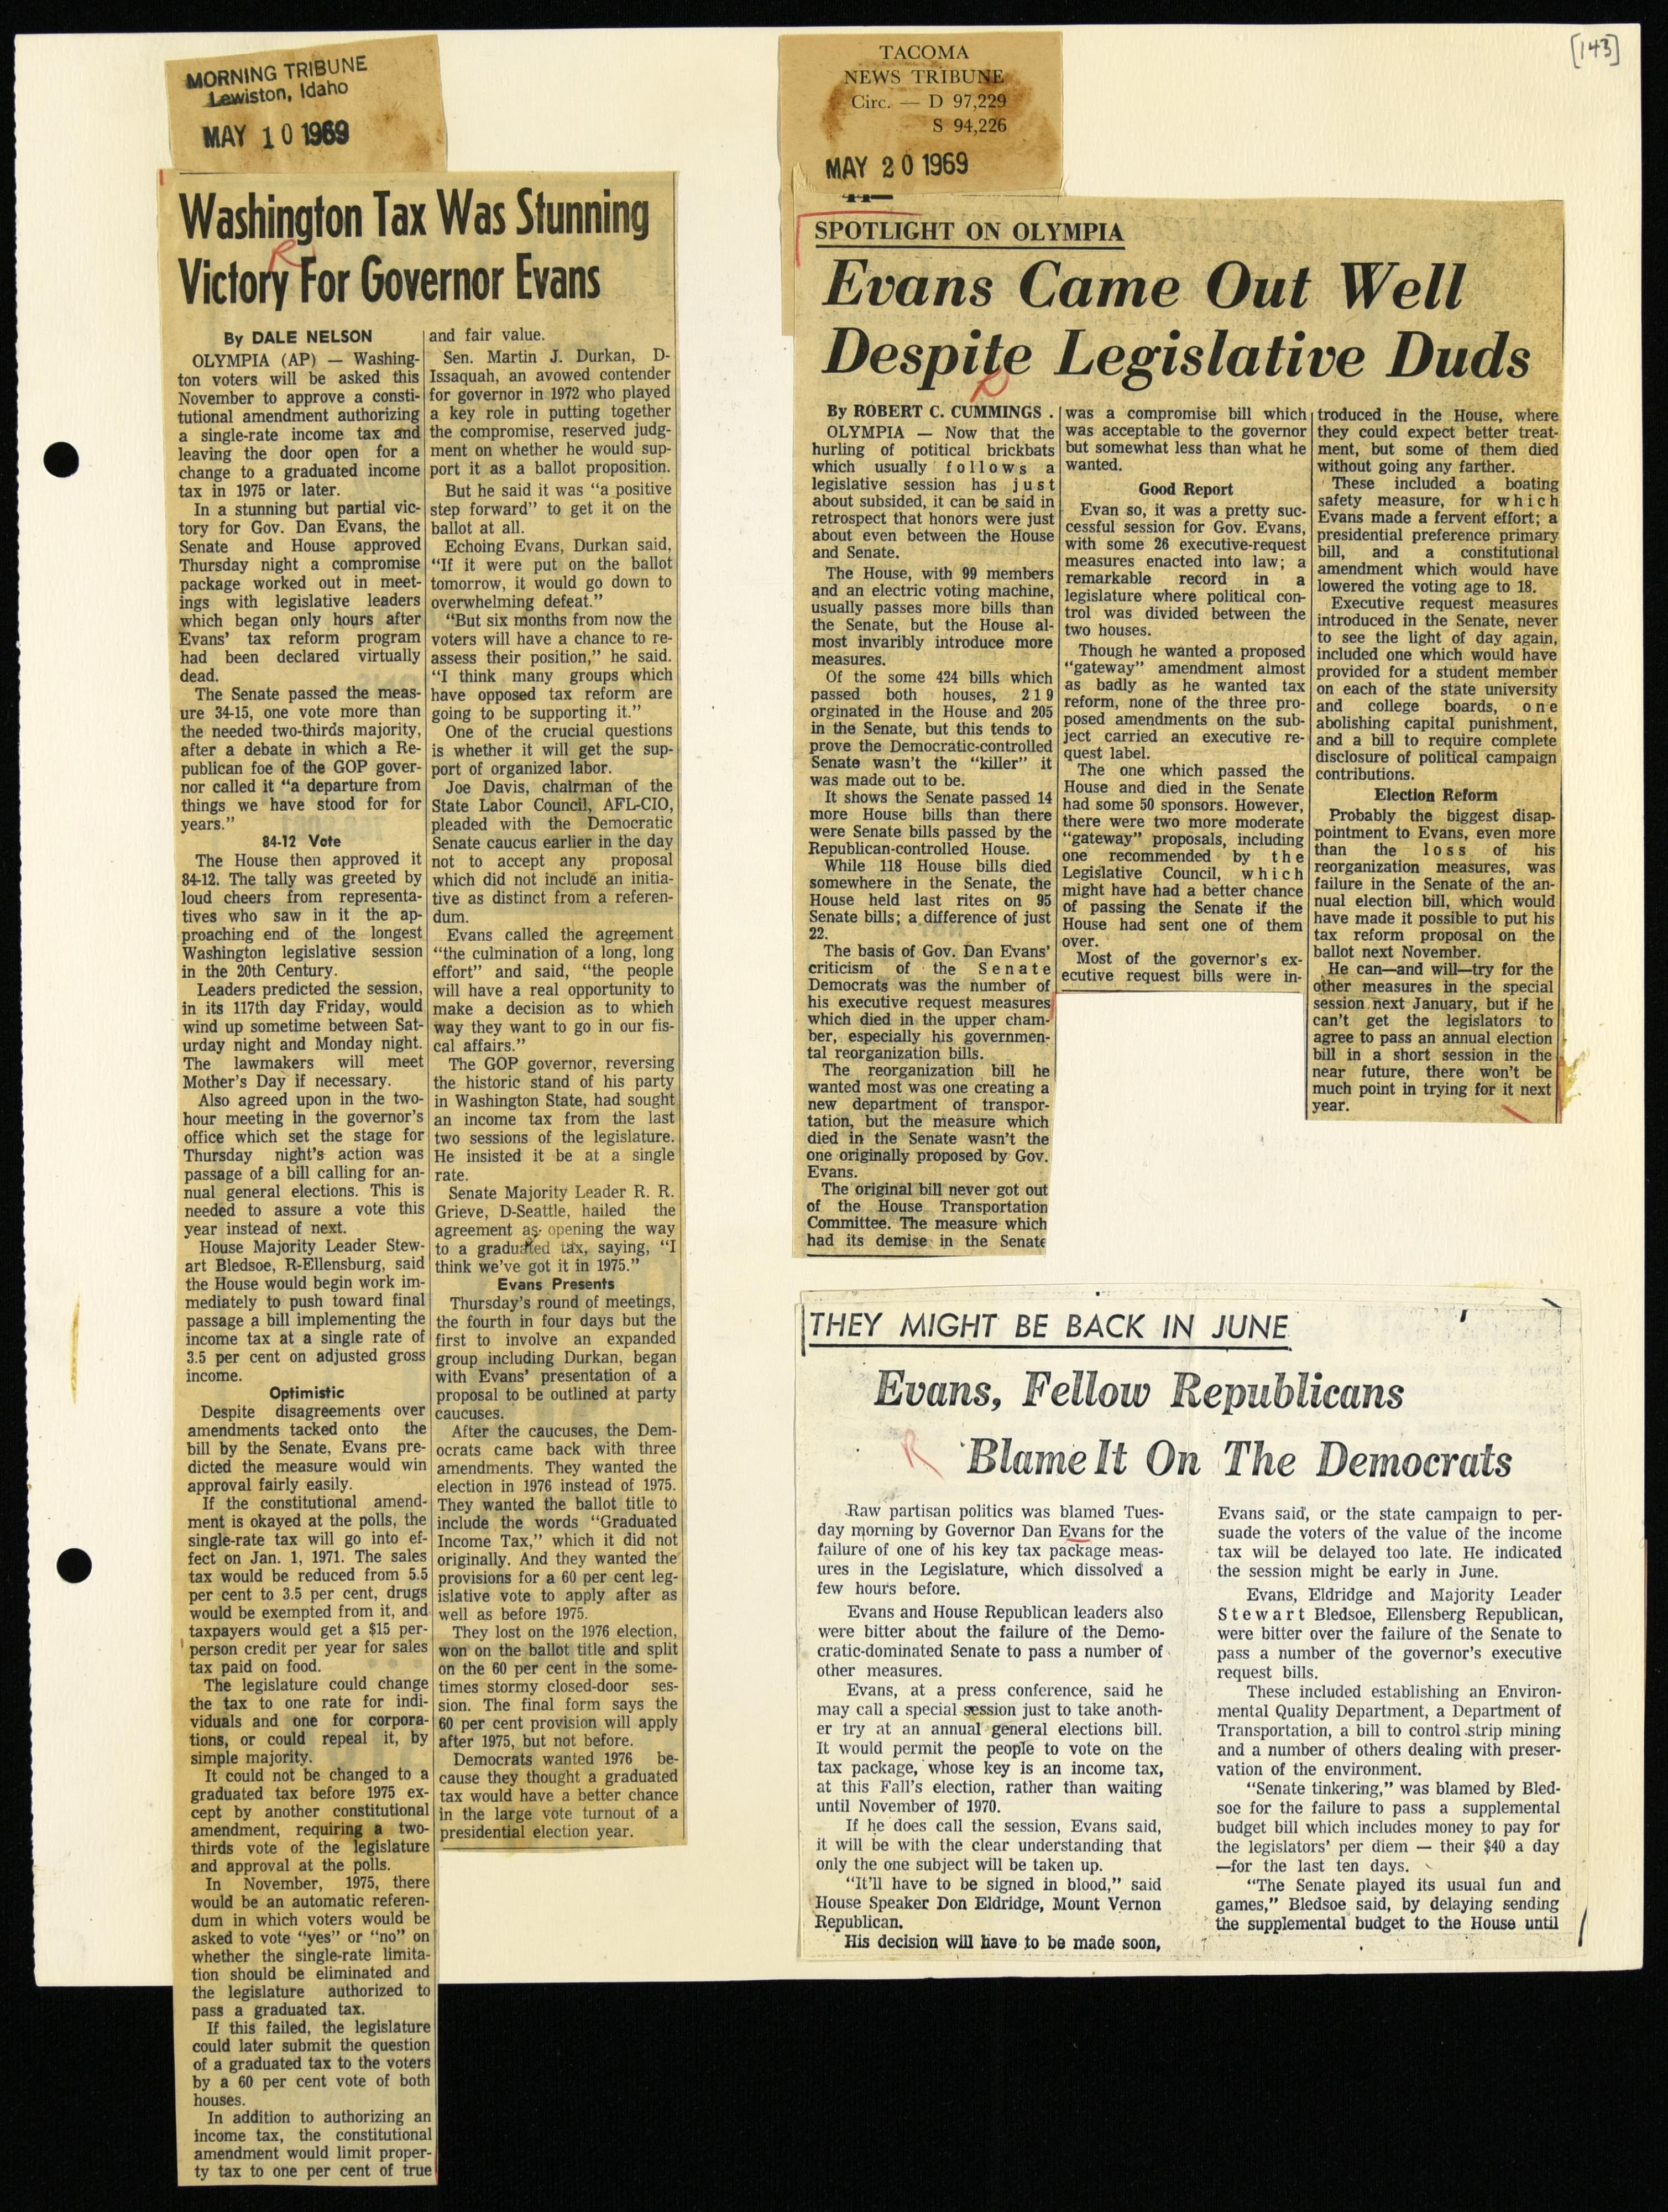 [143]
MORNING TRIBUNE
Lewiston, Idaho
MAY 10 1969
Washington Tax Was Stunning
Victory For Governor Evans
By DALE NELSON
OLYMPIA (AP) — Washing-
ton voters will be asked this
November to approve a consti-
tutional amendment authorizing
a single-rate income tax and
leaving the door open for a
change to a graduated income
tax in 1975 or later.
In a stunning but partial vic-
tory for Gov. Dan Evans, the
Senate and House approved
Thursday night a compromise
package worked out in meet-
ings with legislative leaders
which began only hours after
Evans' tax reform program
had been declared virtually
dead.
The Senate passed the meas-
ure 34-15, one vote more than
the needed two-thirds majority,
after a debate in which a Re-
publican foe of the GOP gover-
nor called it “a departure from
things we have stood for for
years.”
84-12 Vote
The House then approved it
84-12. The tally was greeted by
loud cheers from representa-
tives who saw in it the ap-
proaching end of the longest
Washington legislative session
in the 20th Century.
Leaders predicted the session,
in its 117th day Friday, would
wind up sometime between Sat-
urday night and Monday night.
The lawmakers will meet
Mother's Day if necessary.
Also agreed upon in the two-
hour meeting in the governor's
office which set the stage for
Thursday night's action was
passage of a bill calling for an-
nual general elections. This is
needed to assure a vote this
year instead of next.
House Majority Leader Stew-
art Bledsoe, R-Ellensburg, said
the House would begin work im-
mediately to push toward final
passage a bill implementing the
income tax at a single rate of
3.5 per cent on adjusted gross
income.
Optimistic
Despite disagreements over
amendments tacked onto the
bill by the Senate, Evans pre-
dicted the measure would win
approval fairly easily.
If the constitutional amend-
ment is okayed at the polls, the
single-rate tax will go into ef-
fect on Jan. 1, 1971. The sales
tax would be reduced from 5.5
per cent to 3.5 per cent, drugs
would be exempted from it, and
taxpayers would get a $15 per-
person credit per year for sales
tax paid on food.
The legislature could change
the tax to one rate for indi-
viduals and one for corpora-
tions, or could repeal it, by
simple majority.
It could not be changed to a
graduated tax before 1975 ex-
cept by another constitutional
amendment, requiring a two-
thirds vote of the legislature
and approval at the polls.
In November, 1975, there
would be an automatic referen-
dum in which voters would be
asked to vote “yes” or “no” on
whether the single-rate limita-
tion should be eliminated and
the legislature authorized to
pass a graduated tax.
If this failed, the legislature
could later submit the question
of a graduated tax to the voters
by a 60 per cent vote of both
houses.
In addition to authorizing an
income tax, the constitutional
amendment would limit proper-
ty tax to one per cent of true
and fair value.
Sen. Martin J. Durkan, D-
Issaquah, an avowed contender
for governor in 1972 who played
a key role in putting together
the compromise, reserved judg-
ment on whether he would sup-
port it as a ballot proposition.
But he said it was “a positive
step forward” to get it on the
ballot at all.
Echoing Evans, Durkan said,
“If it were put on the ballot
tomorrow, it would go down to
overwhelming defeat.”
“But six months from now the
voters will have a chance to re-
assess their position,” he said.
“I think many groups which
have opposed tax reform are
going to be supporting it.”
One of the crucial questions
is whether it will get the sup-
port of organized labor.
Joe Davis, chairman of the
State Labor Council, AFL-CIO,
pleaded with the Democratic
Senate caucus earlier in the day
not to accept any proposal
which did not include an initia-
tive as distinct from a referen-
dum.
Evans called the agreement
“the culmination of a long, long
effort” and said, “the people
will have a real opportunity to
make a decision as to which
way they want to go in our fis-
cal affairs.”
The GOP governor, reversing
the historic stand of his party
in Washington State, had sought
an income tax from the last
two sessions of the legislature.
He insisted it be at a single
rate.
Senate Majority Leader R. R.
Grieve, D-Seattle, hailed the
agreement as opening the way
to a graduated tax, saying, “I
think we've got it in 1975.”
Evans Presents
Thursday's round of meetings,
the fourth in four days but the
first to involve an expanded
group including Durkan, began
with Evans' presentation of a
proposal to be outlined at party
caucuses.
After the caucuses, the Dem-
ocrats came back with three
amendments. They wanted the
election in 1976 instead of 1975.
They wanted the ballot title to
include the words “Graduated
Income Tax,” which it did not
originally. And they wanted the
provisions for a 60 per cent leg-
islative vote to apply after as
well as before 1975.
They lost on the 1976 election,
won on the ballot title and split
on the 60 per cent in the some-
times stormy closed-door ses-
sion. The final form says the
60 per cent provision will apply
after 1975, but not before.
Democrats wanted 1976 be-
cause they thought a graduated
tax would have a better chance
in the large vote turnout of a
presidential election year.
TACOMA
NEWS TRIBUNE
Circ. — D 97,229
S 94,226
MAY 20 1969
SPOTLIGHT ON OLYMPIA
Evans Came Out Well
Despite Legislative Duds
By ROBERT C. CUMMINGS .
OLYMPIA — Now that the
hurling of potitical brickbats
which usually follows a
legislative session has just
about subsided, it can be said in
retrospect that honors were just
about even between the House
and Senate.
The House, with 99 members
and an electric voting machine,
usually passes more bills than
the Senate, but the House al-
most invaribly introduce more
measures.
Of the some 424 bills which
passed both houses, 219
orginated in the House and 205
in the Senate, but this tends to
prove the Democratic-controlled
Senate wasn't the “killer” it
was made out to be.
It shows the Senate passed 14
more House bills than there
were Senate bills passed by the
Republican-controlled House.
While 118 House bills died
somewhere in the Senate, the
House held last rites on 95
Senate bills; a difference of just
22.
The basis of Gov. Dan Evans'
criticism of the Senate
Democrats was the number of
his executive request measures
which died in the upper cham-
ber, especially his governmen-
tal reorganization bills.
The reorganization bill he
wanted most was one creating a
new department of transpor-
tation, but the measure which
died in the Senate wasn't the
one originally proposed by Gov.
Evans.
The original bill never got out
of the House Transportation
Committee. The measure which
had its demise in the Senate
was a compromise bill which
was acceptable to the governor
but somewhat less than what he
wanted.
Good Report
Evan so, it was a pretty suc-
cessful session for Gov. Evans,
with some 26 executive-request
measures enacted into law; a
remarkable record in a
legislature where political con-
trol was divided between the
two houses.
Though he wanted a proposed
“gateway” amendment almost
as badly as he wanted tax
reform, none of the three pro-
posed amendments on the sub-
ject carried an executive re-
quest label.
The one which passed the
House and died in the Senate
had some 50 sponsors. However,
there were two more moderate
“gateway” proposals, including
one recommended by the
Legislative Council, which
might have had a better chance
of passing the Senate if the
House had sent one of them
over.
Most of the governor's ex-
ecutive request bills were in-
troduced in the House, where
they could expect better treat-
ment, but some of them died
without going any farther.
These included a boating
safety measure, for which
Evans made a fervent effort; a
presidential preference primary
bill, and a constitutional
amendment which would have
lowered the voting age to 18.
Executive request measures
introduced in the Senate, never
to see the light of day again,
included one which would have
provided for a student member
on each of the state university
and college boards, one
abolishing capital punishment,
and a bill to require complete
disclosure of political campaign
contributions.
Election Reform
Probably the biggest disap-
pointment to Evans, even more
than the loss of his
reorganization measures, was
failure in the Senate of the an-
nual election bill, which would
have made it possible to put his
tax reform proposal on the
ballot next November.
He can—and will—try for the
other measures in the special
session next January, but if he
can't get the legislators to
agree to pass an annual election
bill in a short session in the
near future, there won't be
much point in trying for it next
year.
THEY MIGHT BE BACK IN JUNE
Evans, Fellow Republicans
Blame It On The Democrats
Raw partisan politics was blamed Tues-
day morning by Governor Dan Evans for the
failure of one of his key tax package meas-
ures in the Legislature, which dissolved a
few hours before.
Evans and House Republican leaders also
were bitter about the failure of the Demo-
cratic-dominated Senate to pass a number of
other measures.
Evans, at a press conference, said he
may call a special session just to take anoth-
er try at an annual general elections bill.
It would permit the people to vote on the
tax package, whose key is an income tax,
at this Fall's election, rather than waiting
until November of 1970.
If he does call the session, Evans said,
it will be with the clear understanding that
only the one subject will be taken up.
“It'll have to be signed in blood,” said
House Speaker Don Eldridge, Mount Vernon
Republican.
His decision will have to be made soon,
Evans said, or the state campaign to per-
suade the voters of the value of the income
tax will be delayed too late. He indicated
the session might be early in June.
Evans, Eldridge and Majority Leader
Stewart Bledsoe, Ellensberg Republican,
were bitter over the failure of the Senate to
pass a number of the governor's executive
request bills.
These included establishing an Environ-
mental Quality Department, a Department of
Transportation, a bill to control strip mining
and a number of others dealing with preser-
vation of the environment.
“Senate tinkering,” was blamed by Bled-
soe for the failure to pass a supplemental
budget bill which includes money to pay for
the legislators' per diem — their $40 a day
—for the last ten days.
“The Senate played its usual fun and
games,” Bledsoe said, by delaying sending
the supplemental budget to the House until